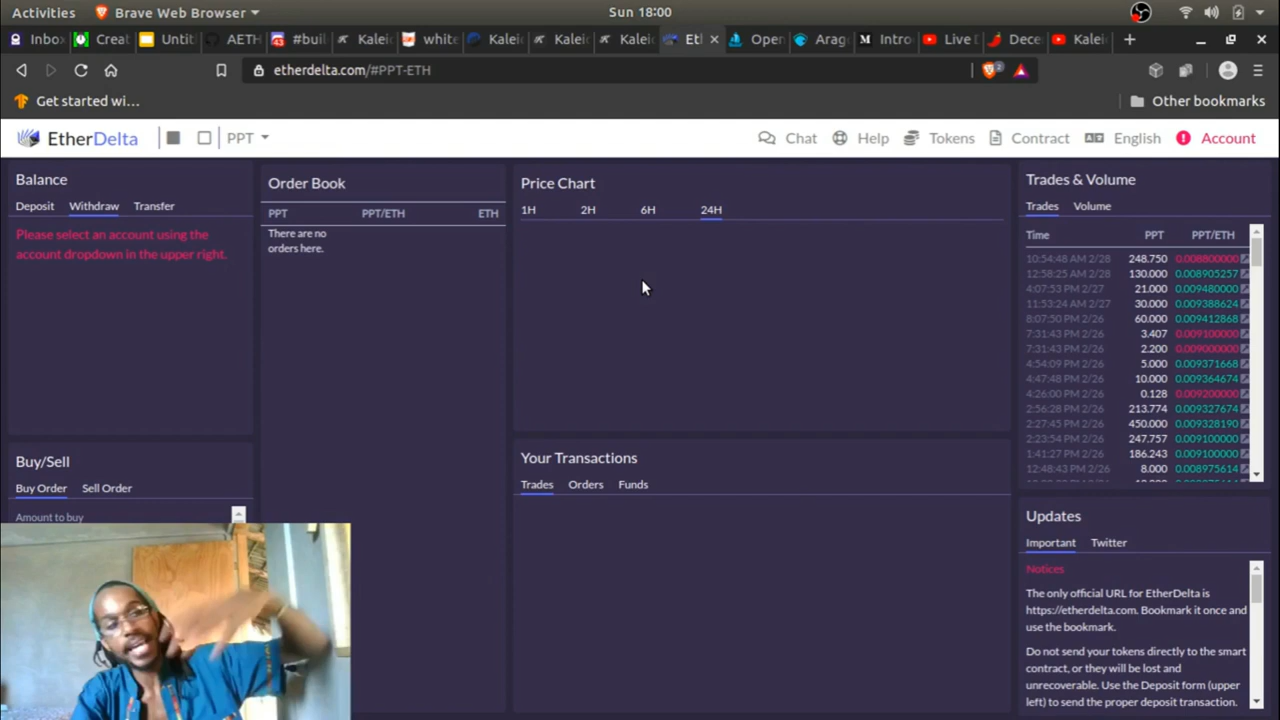 Activities
Brave Web Browser
Sun 18:00
Inbo
Creat
Untit
AETH
#buil
Kalei
white
Kalei
Kalei
Kalei
Etl
Open
Arag
Intro
Live D
Dece
Kalei
etherdelta.com/#PPT-ETH
2
Get started wi...
Other bookmarks
EtherDelta
PPT
Chat
Help
Tokens
Contract
English
Account
Balance
Deposit Withdraw Transfer
Please select an account using the
account dropdown in the upper right.
Buy/Sell
Buy Order Sell Order
Amount to buy
Order Book
PPT PPT/ETH ETH
There are no
orders here.
Price Chart
1H 2H 6H 24H
Your Transactions
Trades Orders Funds
Trades & Volume
Trades Volume
Time PPT PPT/ETH
10:54:48 AM 2/28 248.750 0.008800000
12:58:25 AM 2/28 130.000 0.008905257
4:07:53 PM 2/27 21.000 0.009480000
11:53:24 AM 2/27 30.000 0.009388624
8:07:50 PM 2/26 60.000 0.009412868
7:31:43 PM 2/26 3.407 0.009100000
7:31:43 PM 2/26 2.200 0.009000000
4:54:09 PM 2/26 5.000 0.009371668
4:47:48 PM 2/26 10.000 0.009364674
4:26:00 PM 2/26 0.128 0.009200000
2:56:28 PM 2/26 213.774 0.009327674
2:27:45 PM 2/26 450.000 0.009328190
2:23:54 PM 2/26 247.757 0.009100000
1:41:27 PM 2/26 186.243 0.009100000
12:48:43 PM 2/26 8.000 0.008975614
Updates
Important Twitter
Notices
The only official URL for EtherDelta is
https://etherdelta.com. Bookmark it once and
use the bookmark.
Do not send your tokens directly to the smart
contract, or they will be lost and
unrecoverable. Use the Deposit form (upper
left) to send the proper deposit transaction.